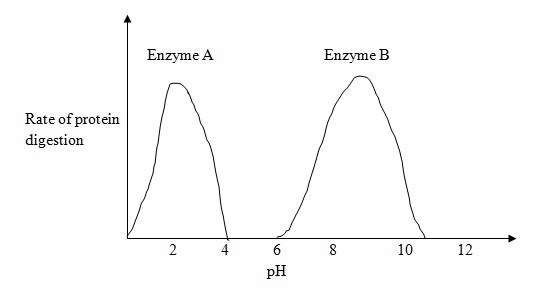 Enzyme A
Enzyme B
Rate of protein
digestion
2 4 6 8 10 12
pH